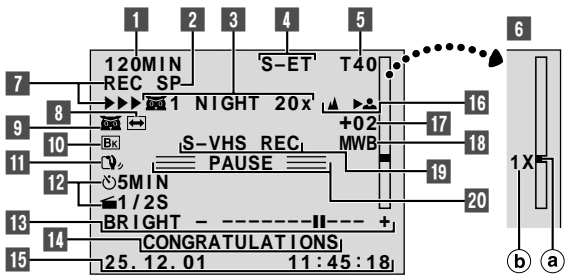 1 2 3 4 5 6
120MIN S-ET T40
7 REC SP
8 1 NIGHT 20x 16
9 +02 17
10 BK MWB 18
S-VHS REC
11 PAUSE 19
12 5MIN 20
1/2S
13 BRIGHT – – – – – – – – – – – – +
14 CONGRATULATIONS
15 25.12.01 11:45:18
1X
b a